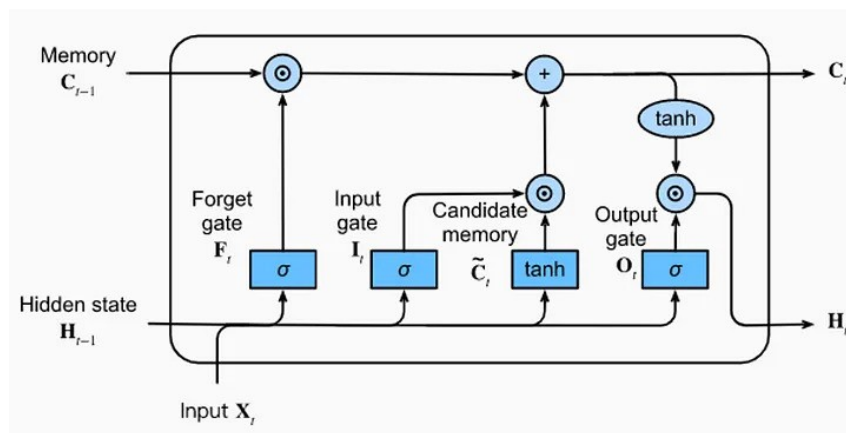 Memory
C_{t-1}
⊙
+
C_t
tanh
Forget
gate
F_t
σ
Input
gate
I_t
σ
Candidate
memory
C̃_t
tanh
⊙
Output
gate
O_t
σ
⊙
Hidden state
H_{t-1}
H_t
Input X_t